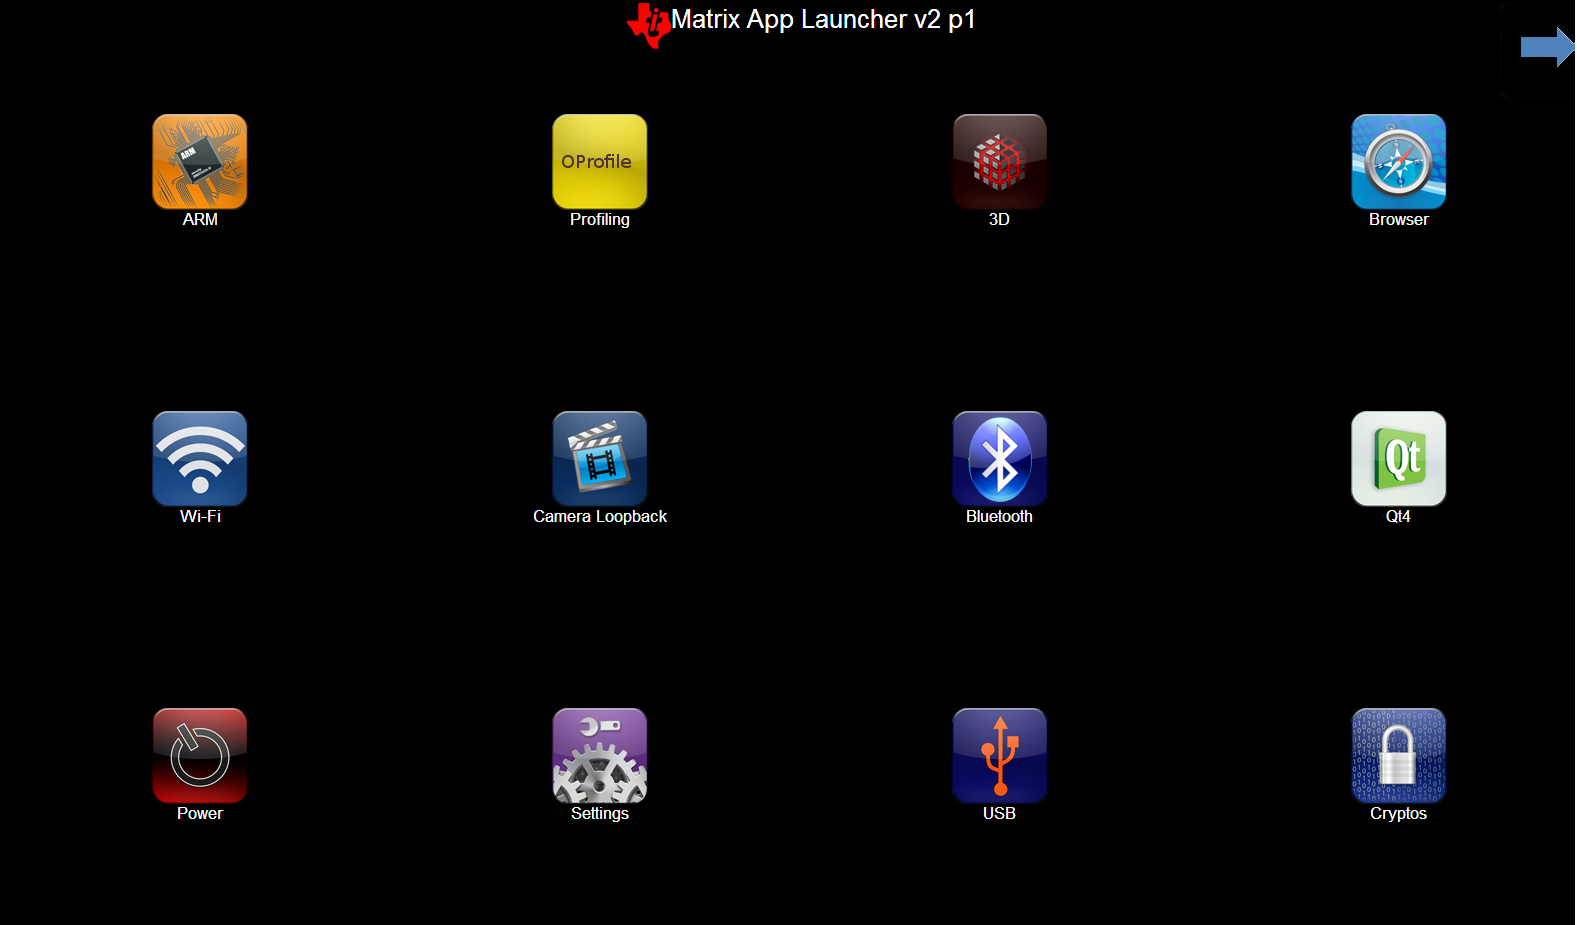 Matrix App Launcher v2 p1
ARM
OProfile
ARM
Profiling
3D
Browser
Qt
Wi-Fi
Camera Loopback
Bluetooth
Qt4
Power
Settings
USB
Cryptos